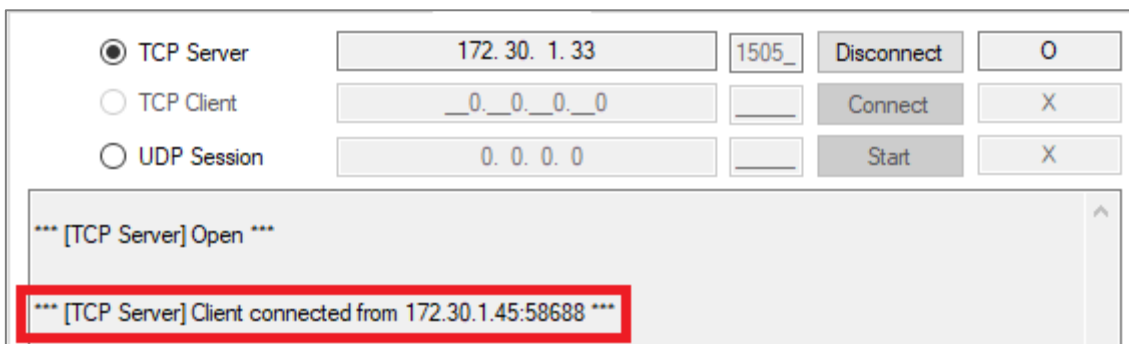 TCP Server 172. 30. 1. 33 1505_ Disconnect O
TCP Client __0.__0.__0.__0 _____ Connect X
UDP Session 0. 0. 0. 0 _____ Start X
*** [TCP Server] Open ***
*** [TCP Server] Client connected from 172.30.1.45:58688 ***